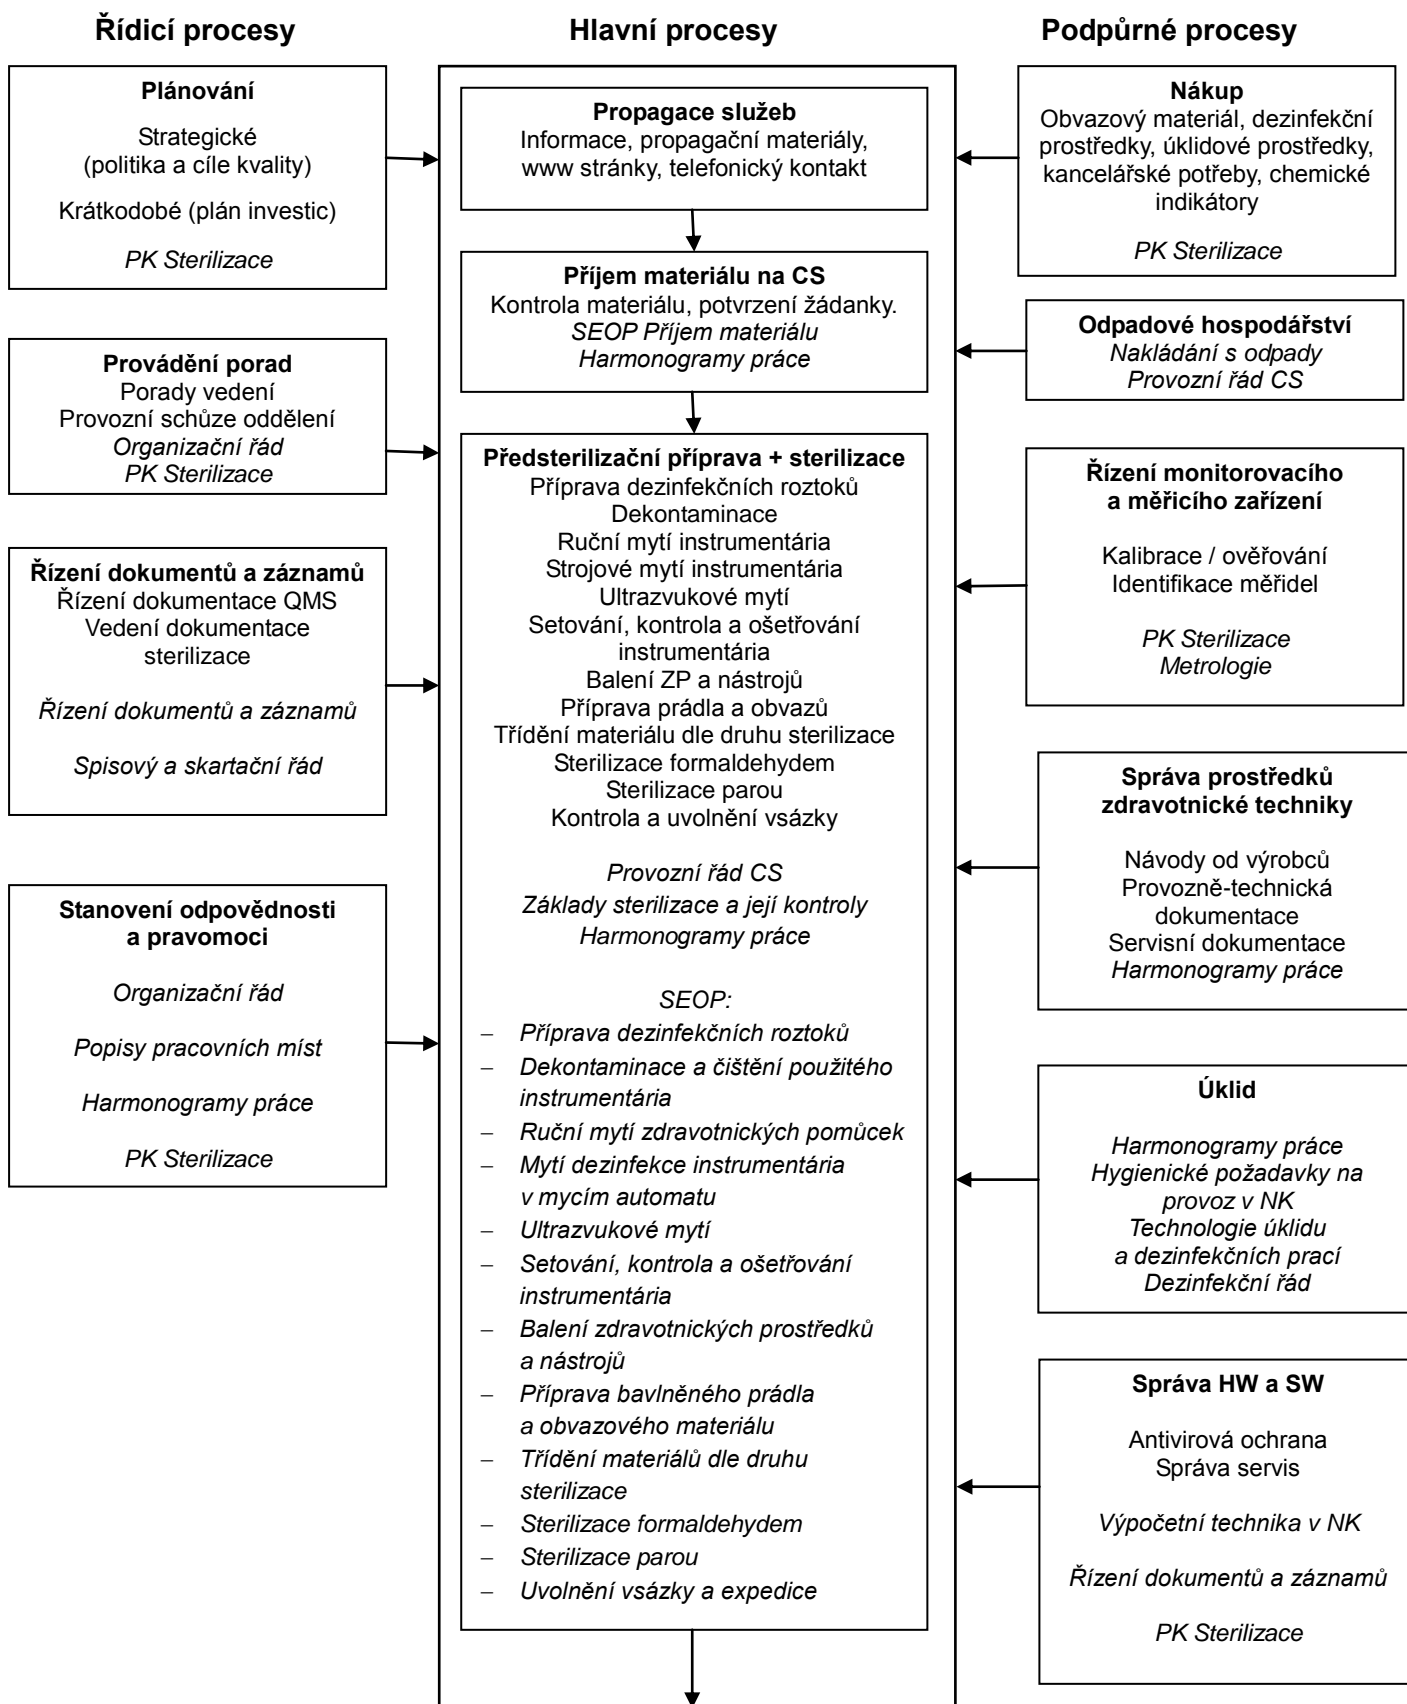 Řídicí procesy
Plánování
Strategické
(politika a cíle kvality)
Krátkodobé (plán investic)
PK Sterilizace
Provádění porad
Porady vedení
Provozní schůze oddělení
Organizační řád
PK Sterilizace
Řízení dokumentů a záznamů
Řízení dokumentace QMS
Vedení dokumentace
sterilizace
Řízení dokumentů a záznamů
Spisový a skartační řád
Stanovení odpovědnosti
a pravomoci
Organizační řád
Popisy pracovních míst
Harmonogramy práce
PK Sterilizace
Hlavní procesy
Propagace služeb
Informace, propagační materiály,
www stránky, telefonický kontakt
Příjem materiálu na CS
Kontrola materiálu, potvrzení žádanky.
SEOP Příjem materiálu
Harmonogramy práce
Předsterilizační příprava + sterilizace
Příprava dezinfekčních roztoků
Dekontaminace
Ruční mytí instrumentária
Strojové mytí instrumentária
Ultrazvukové mytí
Setování, kontrola a ošetřování
instrumentária
Balení ZP a nástrojů
Příprava prádla a obvazů
Třídění materiálu dle druhu sterilizace
Sterilizace formaldehydem
Sterilizace parou
Kontrola a uvolnění vsázky
Provozní řád CS
Základy sterilizace a její kontroly
Harmonogramy práce
SEOP:
– Příprava dezinfekčních roztoků
– Dekontaminace a čištění použitého
instrumentária
– Ruční mytí zdravotnických pomůcek
– Mytí dezinfekce instrumentária
v mycím automatu
– Ultrazvukové mytí
– Setování, kontrola a ošetřování
instrumentária
– Balení zdravotnických prostředků
a nástrojů
– Příprava bavlněného prádla
a obvazového materiálu
– Třídění materiálů dle druhu
sterilizace
– Sterilizace formaldehydem
– Sterilizace parou
– Uvolnění vsázky a expedice
Podpůrné procesy
Nákup
Obvazový materiál, dezinfekční
prostředky, úklidové prostředky,
kancelářské potřeby, chemické
indikátory
PK Sterilizace
Odpadové hospodářství
Nakládání s odpady
Provozní řád CS
Řízení monitorovacího
a měřicího zařízení
Kalibrace / ověřování
Identifikace měřidel
PK Sterilizace
Metrologie
Správa prostředků
zdravotnické techniky
Návody od výrobců
Provozně-technická
dokumentace
Servisní dokumentace
Harmonogramy práce
Úklid
Harmonogramy práce
Hygienické požadavky na
provoz v NK
Technologie úklidu
a dezinfekčních prací
Dezinfekční řád
Správa HW a SW
Antivirová ochrana
Správa servis
Výpočetní technika v NK
Řízení dokumentů a záznamů
PK Sterilizace